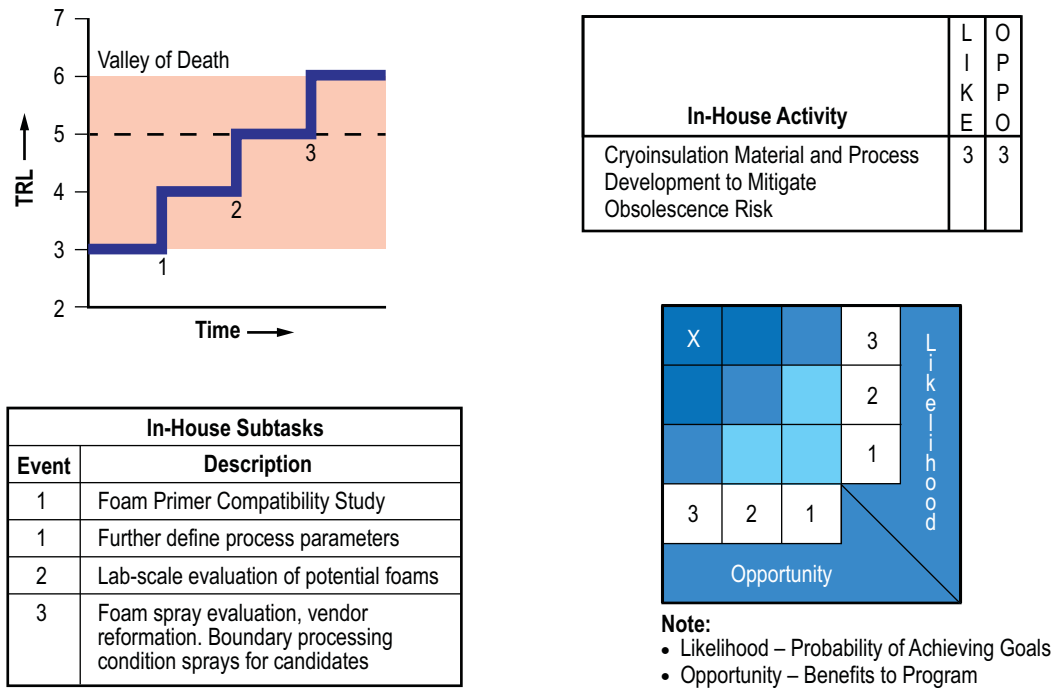 7
6
5
4
3
2
TRL
Valley of Death
1
2
3
Time
In-House Activity
LIKE
OPPO
Cryoinsulation Material and Process
Development to Mitigate
Obsolescence Risk
3 3
In-House Subtasks
Event Description
1 Foam Primer Compatibility Study
1 Further define process parameters
2 Lab-scale evaluation of potential foams
3 Foam spray evaluation, vendor
reformation. Boundary processing
condition sprays for candidates
X
3
2
1
Likelihood
3 2 1
Opportunity
Note:
• Likelihood – Probability of Achieving Goals
• Opportunity – Benefits to Program